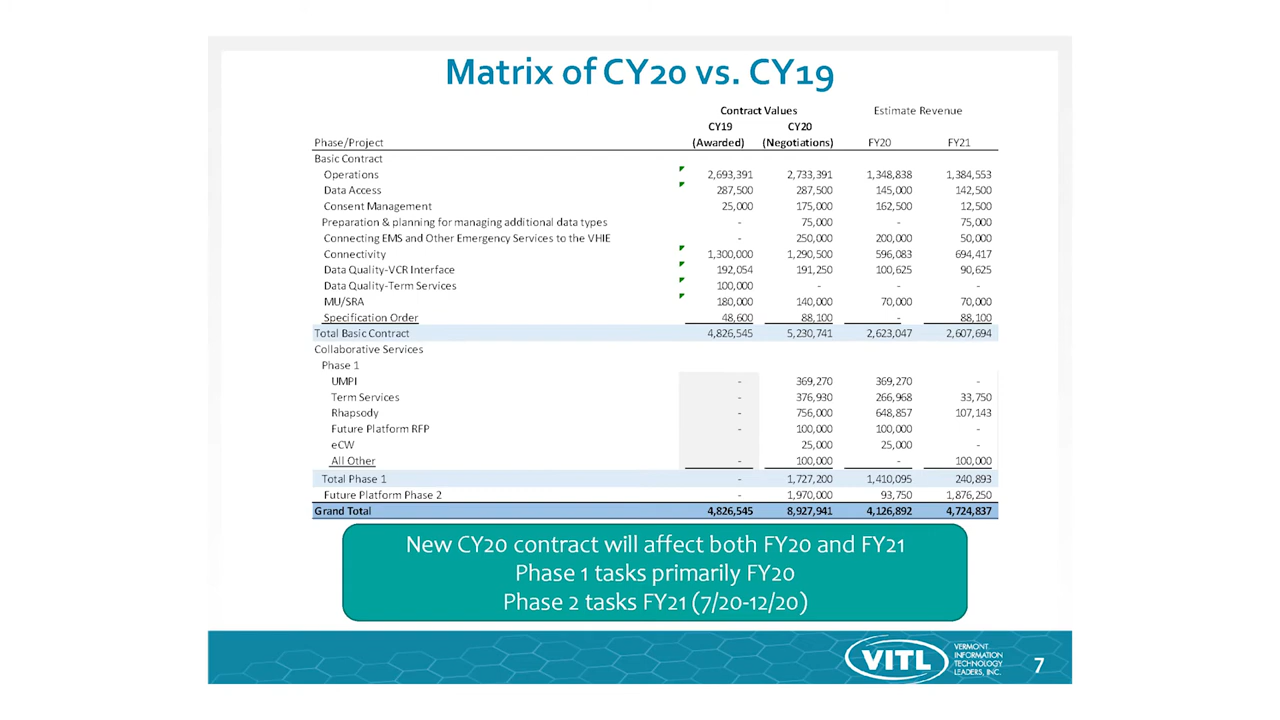 Matrix of CY20 vs. CY19
Contract Values Estimate Revenue
CY19 CY20
Phase/Project (Awarded) (Negotiations) FY20 FY21
Basic Contract
Operations 2,693,391 2,733,391 1,348,838 1,384,553
Data Access 287,500 287,500 145,000 142,500
Consent Management 25,000 175,000 162,500 12,500
Preparation & planning for managing additional data types - 75,000 - 75,000
Connecting EMS and Other Emergency Services to the VHIE - 250,000 200,000 50,000
Connectivity 1,300,000 1,290,500 596,083 694,417
Data Quality-VCR Interface 192,054 191,250 100,625 90,625
Data Quality-Term Services 100,000 - - -
MU/SRA 180,000 140,000 70,000 70,000
Specification Order 48,600 88,100 - 88,100
Total Basic Contract 4,826,545 5,230,741 2,623,047 2,607,694
Collaborative Services
Phase 1
UMPI - 369,270 369,270 -
Term Services - 376,930 266,968 33,750
Rhapsody - 756,000 648,857 107,143
Future Platform RFP - 100,000 100,000 -
eCW 25,000 25,000 -
All Other - 100,000 - 100,000
Total Phase 1 - 1,727,200 1,410,095 240,893
Future Platform Phase 2 - 1,970,000 93,750 1,876,250
Grand Total 4,826,545 8,927,941 4,126,892 4,724,837
New CY20 contract will affect both FY20 and FY21
Phase 1 tasks primarily FY20
Phase 2 tasks FY21 (7/20-12/20)
VITL
VERMONT
INFORMATION
TECHNOLOGY
LEADERS, INC.
7